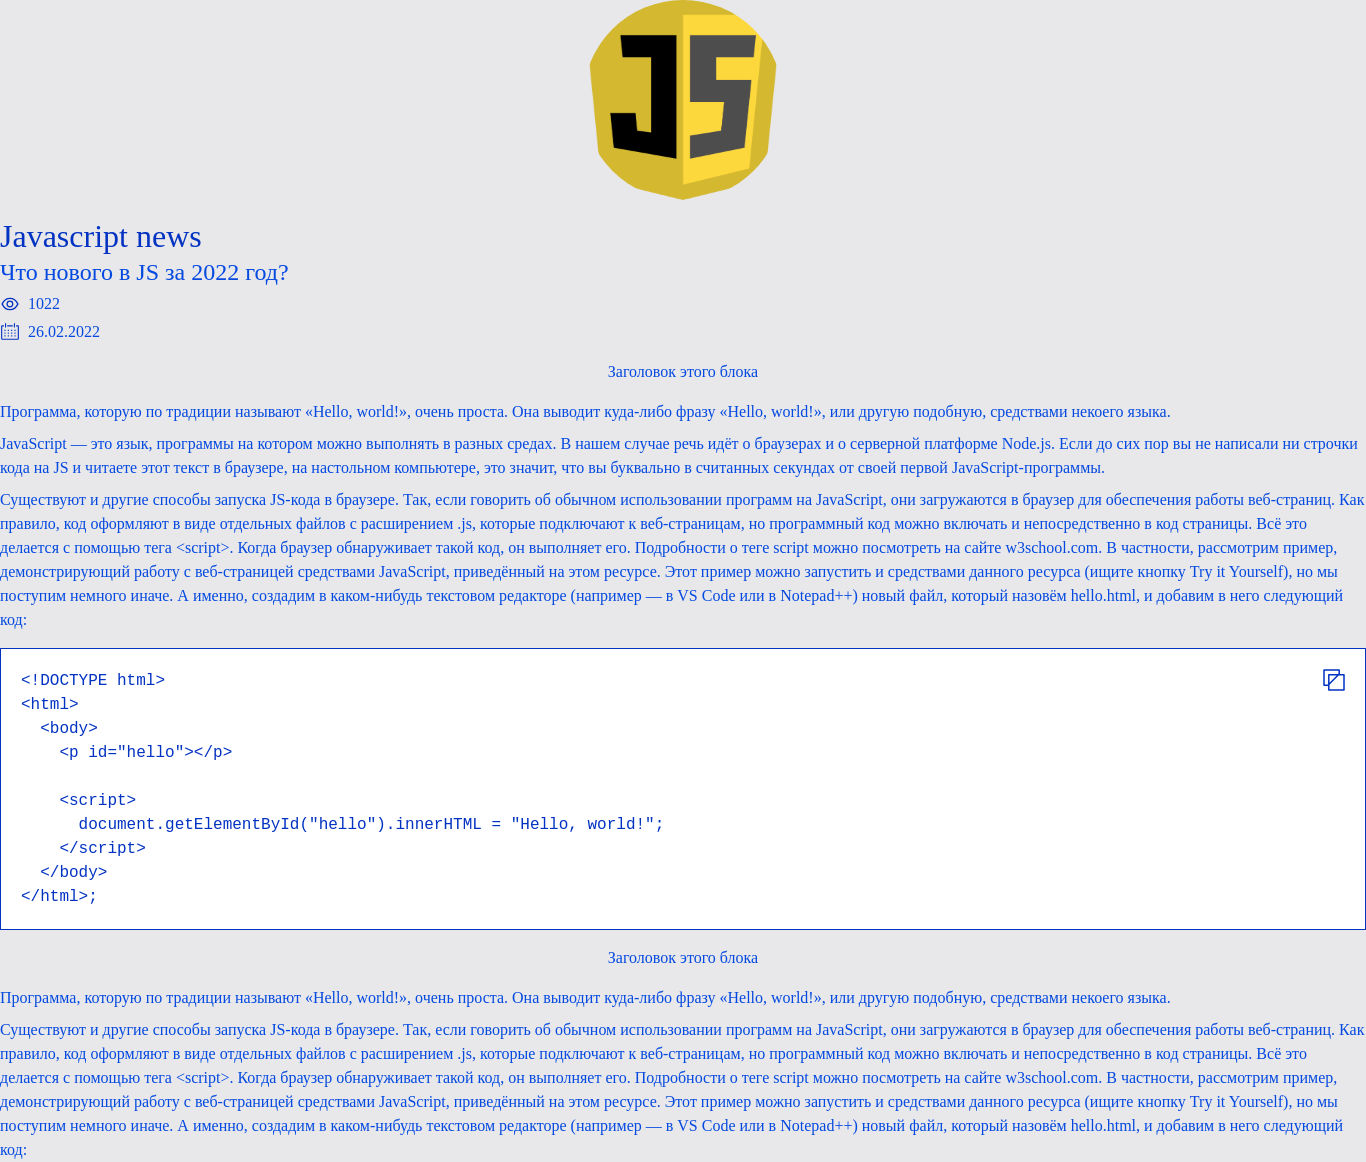 JS
Javascript news
Что нового в JS за 2022 год?
1022
26.02.2022
Заголовок этого блока
Программа, которую по традиции называют «Hello, world!», очень проста. Она выводит куда-либо фразу «Hello, world!», или другую подобную, средствами некоего языка.
JavaScript — это язык, программы на котором можно выполнять в разных средах. В нашем случае речь идёт о браузерах и о серверной платформе Node.js. Если до сих пор вы не написали ни строчки
кода на JS и читаете этот текст в браузере, на настольном компьютере, это значит, что вы буквально в считанных секундах от своей первой JavaScript-программы.
Существуют и другие способы запуска JS-кода в браузере. Так, если говорить об обычном использовании программ на JavaScript, они загружаются в браузер для обеспечения работы веб-страниц. Как
правило, код оформляют в виде отдельных файлов с расширением .js, которые подключают к веб-страницам, но программный код можно включать и непосредственно в код страницы. Всё это
делается с помощью тега <script>. Когда браузер обнаруживает такой код, он выполняет его. Подробности о теге script можно посмотреть на сайте w3school.com. В частности, рассмотрим пример,
демонстрирующий работу с веб-страницей средствами JavaScript, приведённый на этом ресурсе. Этот пример можно запустить и средствами данного ресурса (ищите кнопку Try it Yourself), но мы
поступим немного иначе. А именно, создадим в каком-нибудь текстовом редакторе (например — в VS Code или в Notepad++) новый файл, который назовём hello.html, и добавим в него следующий
код:
<!DOCTYPE html>
<html>
  <body>
    <p id="hello"></p>

    <script>
      document.getElementById("hello").innerHTML = "Hello, world!";
    </script>
  </body>
</html>;
Заголовок этого блока
Программа, которую по традиции называют «Hello, world!», очень проста. Она выводит куда-либо фразу «Hello, world!», или другую подобную, средствами некоего языка.
Существуют и другие способы запуска JS-кода в браузере. Так, если говорить об обычном использовании программ на JavaScript, они загружаются в браузер для обеспечения работы веб-страниц. Как
правило, код оформляют в виде отдельных файлов с расширением .js, которые подключают к веб-страницам, но программный код можно включать и непосредственно в код страницы. Всё это
делается с помощью тега <script>. Когда браузер обнаруживает такой код, он выполняет его. Подробности о теге script можно посмотреть на сайте w3school.com. В частности, рассмотрим пример,
демонстрирующий работу с веб-страницей средствами JavaScript, приведённый на этом ресурсе. Этот пример можно запустить и средствами данного ресурса (ищите кнопку Try it Yourself), но мы
поступим немного иначе. А именно, создадим в каком-нибудь текстовом редакторе (например — в VS Code или в Notepad++) новый файл, который назовём hello.html, и добавим в него следующий
код: